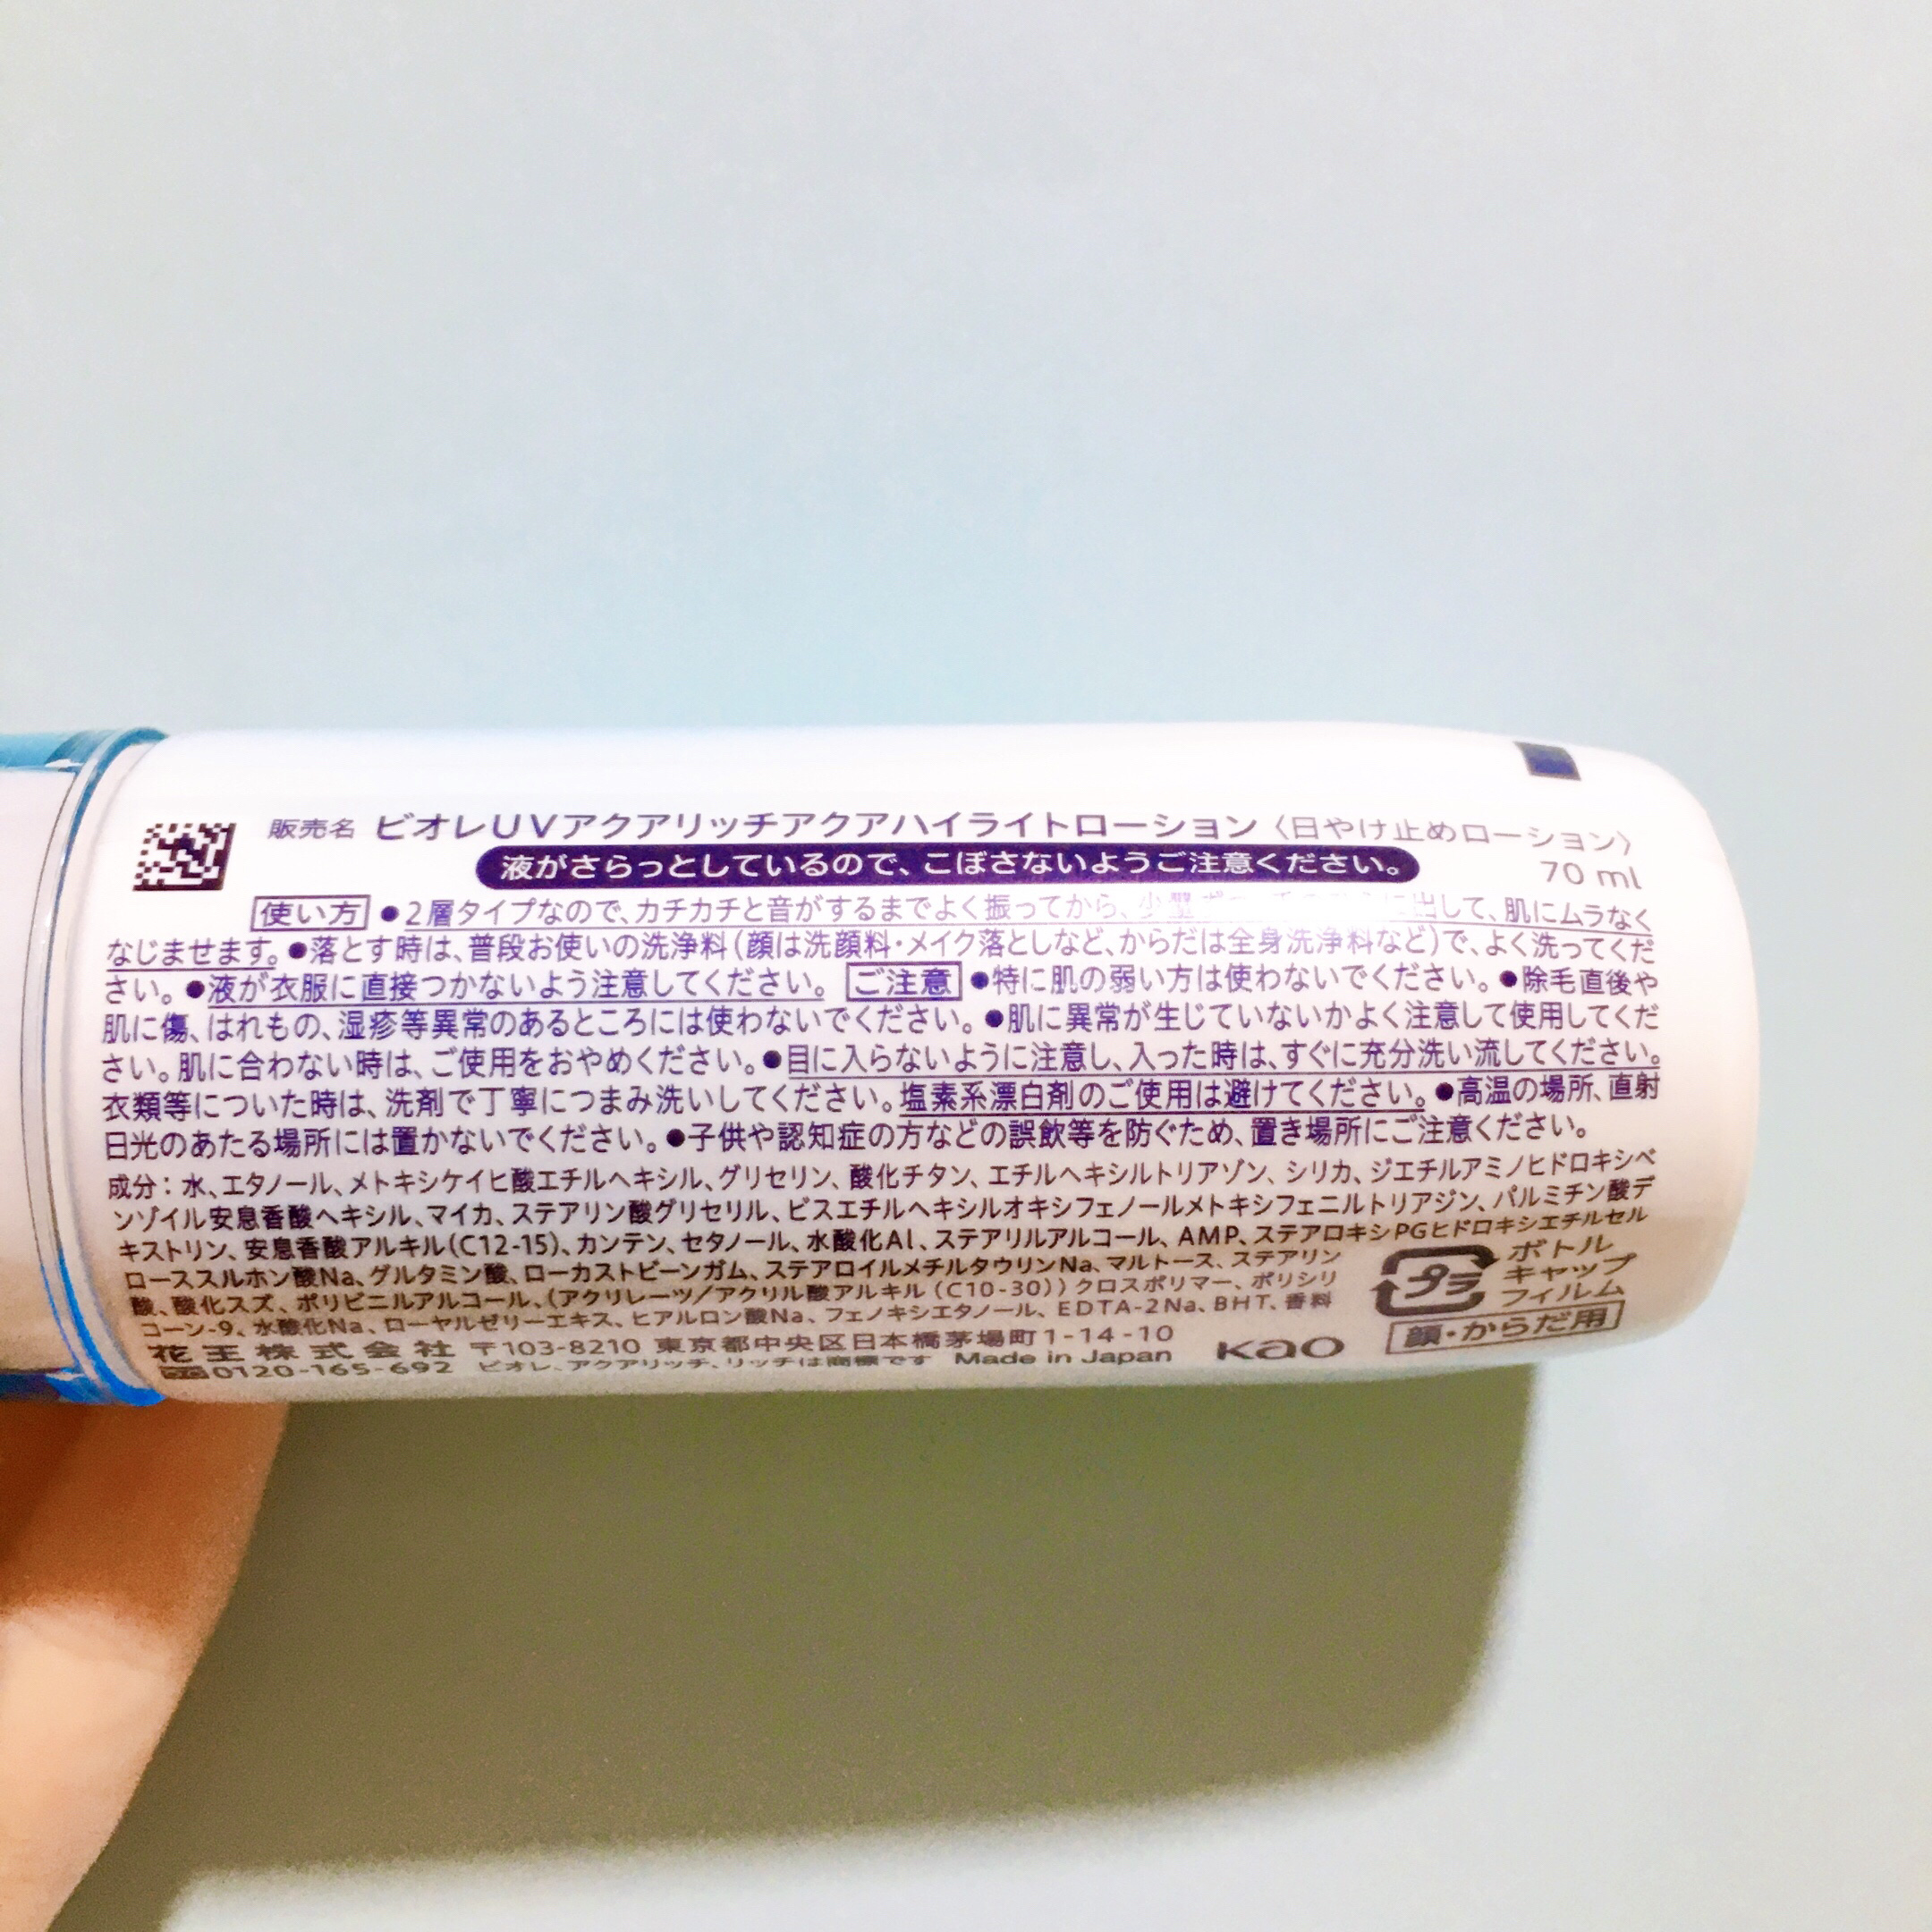 販売名 ビオレUVアクアリッチアクアハイライトローション〈日やけ止めローション〉
液がさらっとしているので、こぼさないようご注意ください。
70 ml
使い方 ●2層タイプなので、カチカチと音がするまでよく振ってから、少量 出して、肌にムラなく
なじませます。●落とす時は、普段お使いの洗浄料(顔は洗顔料・メイク落としなど、からだは全身洗浄料など)で、よく洗ってくだ
さい。●液が衣服に直接つかないよう注意してください。 ご注意 ●特に肌の弱い方は使わないでください。●除毛直後や
肌に傷、はれもの、湿疹等異常のあるところには使わないでください。●肌に異常が生じていないかよく注意して使用してくだ
さい。肌に合わない時は、ご使用をおやめください。●目に入らないように注意し、入った時は、すぐに充分洗い流してください。
衣類等についた時は、洗剤で丁寧につまみ洗いしてください。塩素系漂白剤のご使用は避けてください。●高温の場所、直射
日光のあたる場所には置かないでください。●子供や認知症の方などの誤飲等を防ぐため、置き場所にご注意ください。
成分:水、エタノール、メトキシケイヒ酸エチルヘキシル、グリセリン、酸化チタン、エチルヘキシルトリアゾン、シリカ、ジエチルアミノヒドロキシベ
ンゾイル安息香酸ヘキシル、マイカ、ステアリン酸グリセリル、ビスエチルヘキシルオキシフェノールメトキシフェニルトリアジン、パルミチン酸デ
キストリン、安息香酸アルキル(C12-15)、カンテン、セタノール、水酸化Al、ステアリルアルコール、AMP、ステアロキシPGヒドロキシエチルセル
ローススルホン酸Na、グルタミン酸、ローカストビーンガム、ステアロイルメチルタウリンNa、マルトース、ステアリン
酸、酸化スズ、ポリビニルアルコール、(アクリレーツ/アクリル酸アルキル(C10-30))クロスポリマー、ポリシリ
コーン-9、水酸化Na、ローヤルゼリーエキス、ヒアルロン酸Na、フェノキシエタノール、EDTA-2Na、BHT、香料
プラ
ボトル
キャップ
フィルム
花王株式会社 〒103-8210 東京都中央区日本橋茅場町1-14-10
0120-165-692 ビオレ、アクアリッチ、リッチは商標です Made in Japan
Kao
顔・からだ用